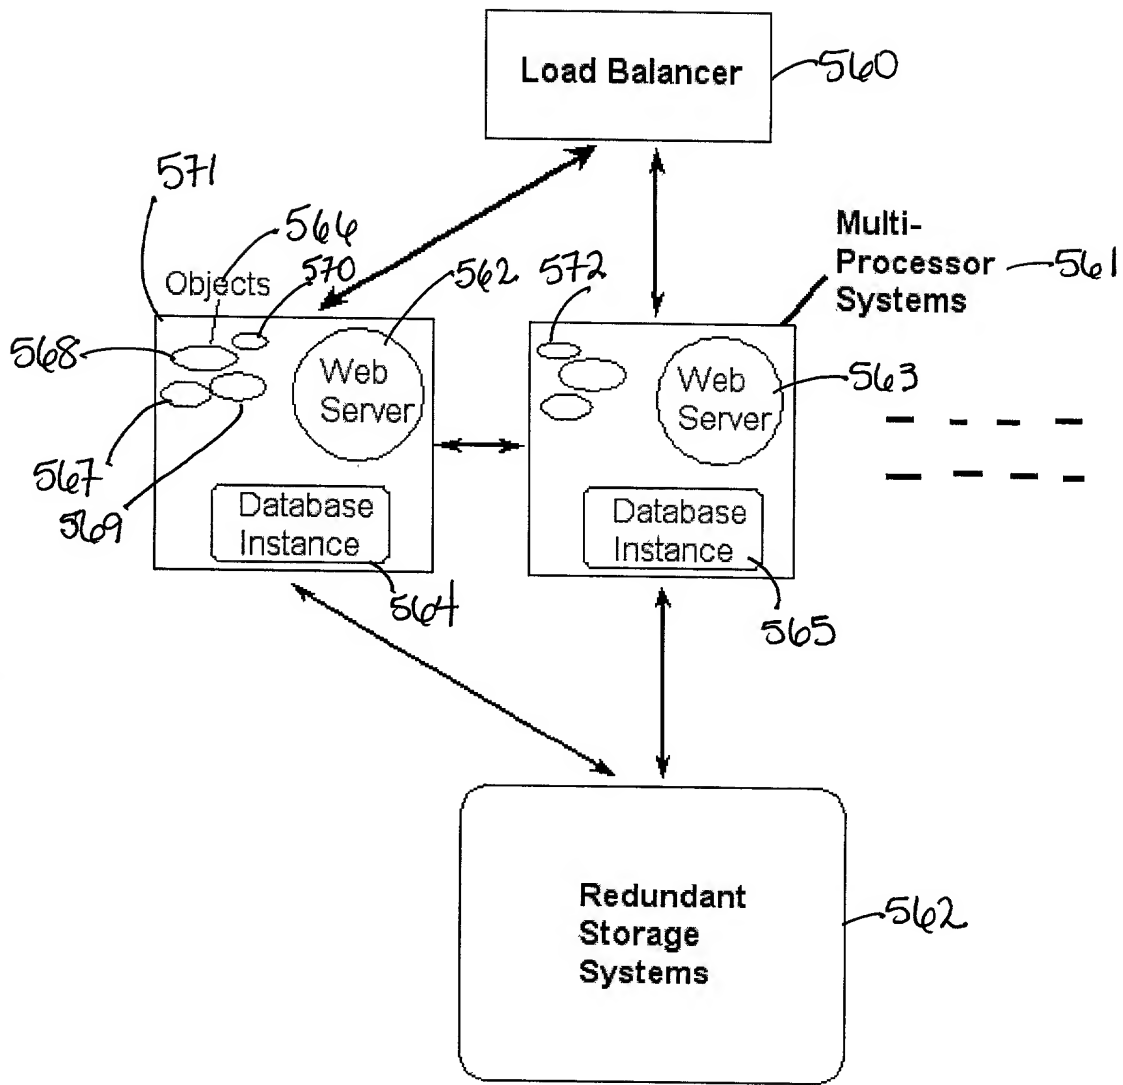 Load Balancer
560
571
566
Objects
570
562
572
Multi-
Processor
Systems
561
568
Web
Server
Web
Server
563
567
569
Database
Instance
564
Database
Instance
565
Redundant
Storage
Systems
562